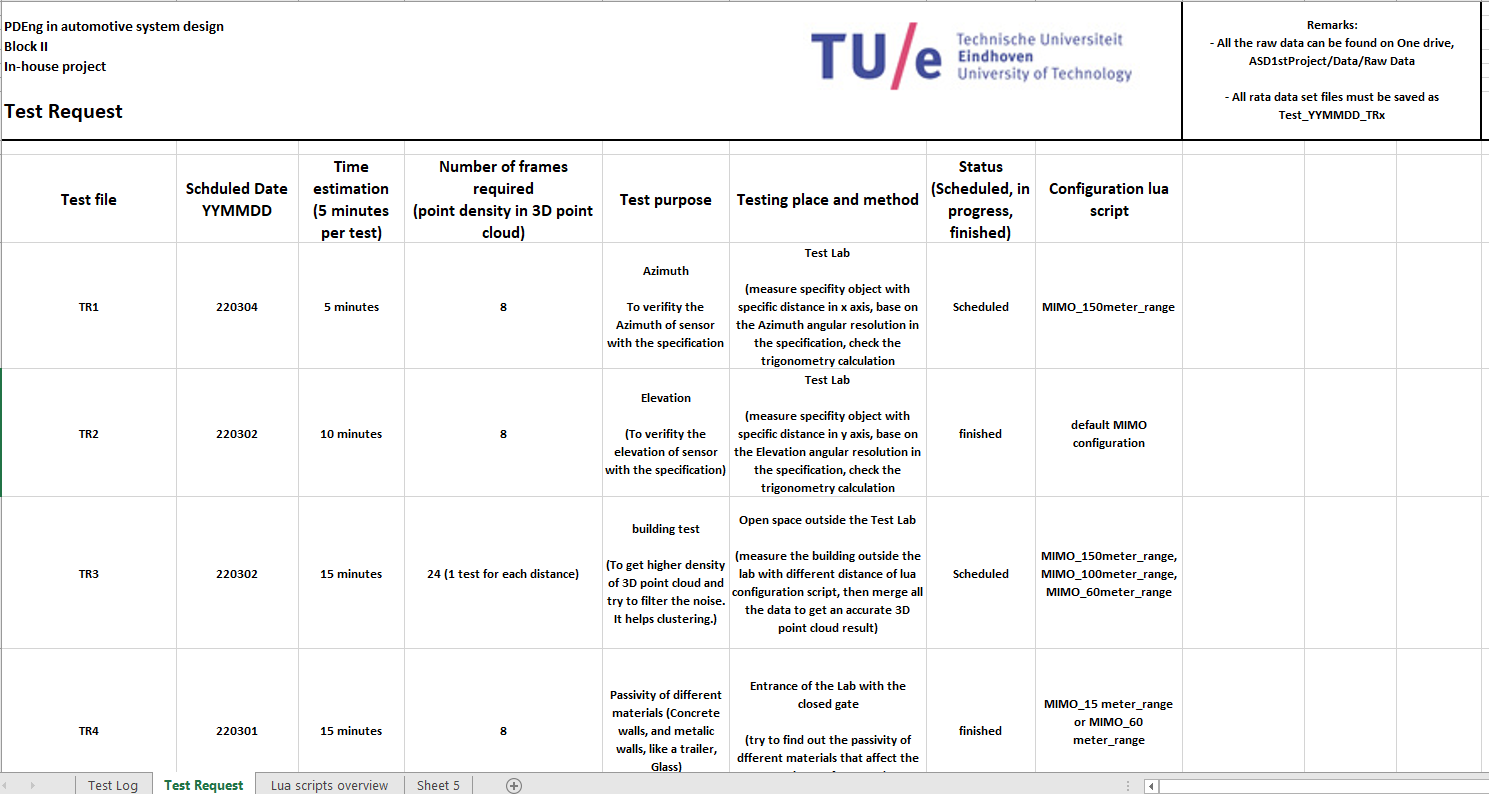 PDEng in automotive system design
Block II
In-house project
Test Request
TU/e
Technische Universiteit
Eindhoven
University of Technology
Remarks:
- All the raw data can be found on One drive,
ASD1stProject/Data/Raw Data
- All rata data set files must be saved as
Test_YYMMDD_TRx
Test file
Schduled Date
YYMMDD
Time
estimation
(5 minutes
per test)
Number of frames
required
(point density in 3D point
cloud)
Test purpose
Testing place and method
Status
(Scheduled, in
progress,
finished)
Configuration lua
script
TR1
220304
5 minutes
8
Azimuth
To verifity the
Azimuth of sensor
with the specification
Test Lab
(measure specifity object with
specific distance in x axis, base on
the Azimuth angular resolution in
the specification, check the
trigonometry calculation
Scheduled
MIMO_150meter_range
TR2
220302
10 minutes
8
Elevation
(To verifity the
elevation of sensor
with the specification)
Test Lab
(measure specifity object with
specific distance in y axis, base on
the Elevation angular resolution in
the specification, check the
trigonometry calculation
finished
default MIMO
configuration
TR3
220302
15 minutes
24 (1 test for each distance)
building test
(To get higher density
of 3D point cloud and
try to filter the noise.
It helps clustering.)
Open space outside the Test Lab
(measure the building outside the
lab with different distance of lua
configuration script, then merge all
the data to get an accurate 3D
point cloud result)
Scheduled
MIMO_150meter_range,
MIMO_100meter_range,
MIMO_60meter_range
TR4
220301
15 minutes
8
Passivity of different
materials (Concrete
walls, and metalic
walls, like a trailer,
Glass)
Entrance of the Lab with the
closed gate
(try to find out the passivity of
dfferent materials that affect the
finished
MIMO_15 meter_range
or MIMO_60
meter_range
Test Log
Test Request
Lua scripts overview
Sheet 5